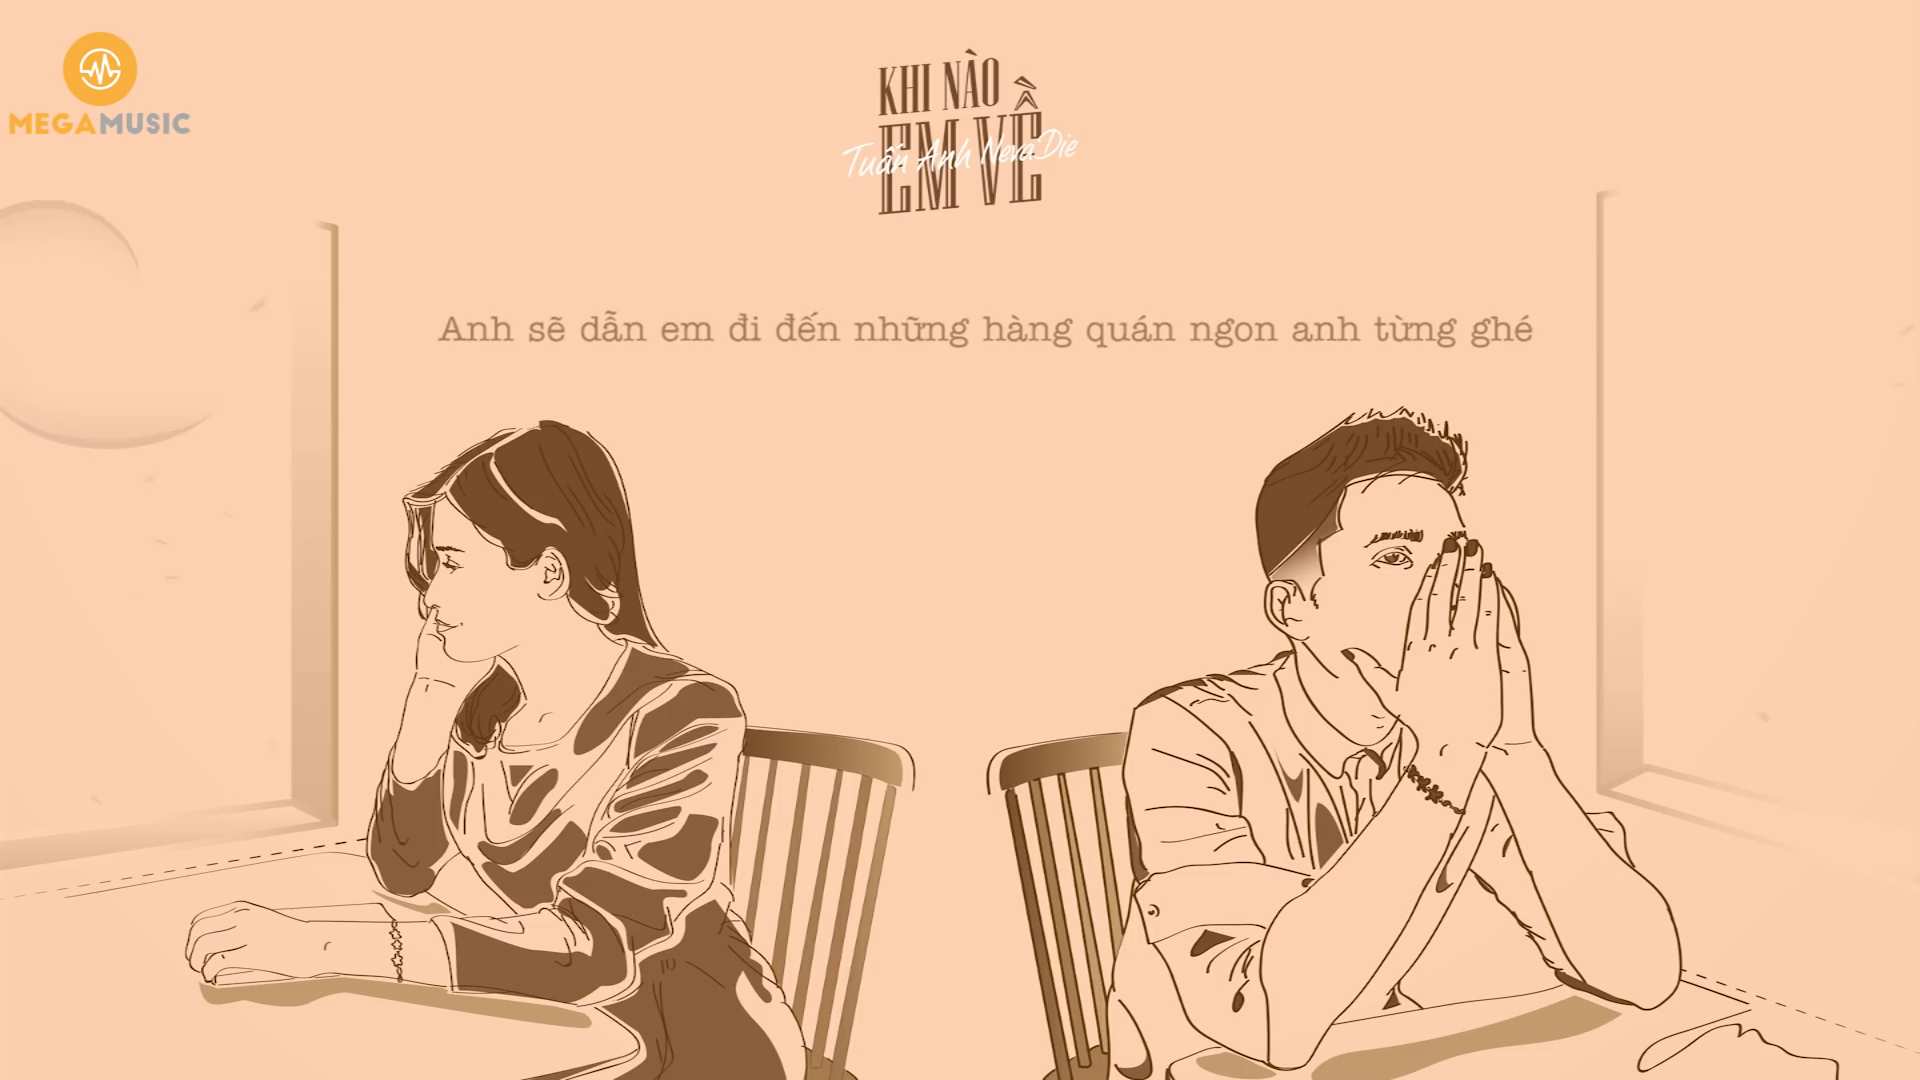 MEGAMUSIC
KHI NÀO
EM VỀ
Tuấn Anh NevaDie
Anh sẽ dẫn em đi đến những hàng quán ngon anh từng ghé